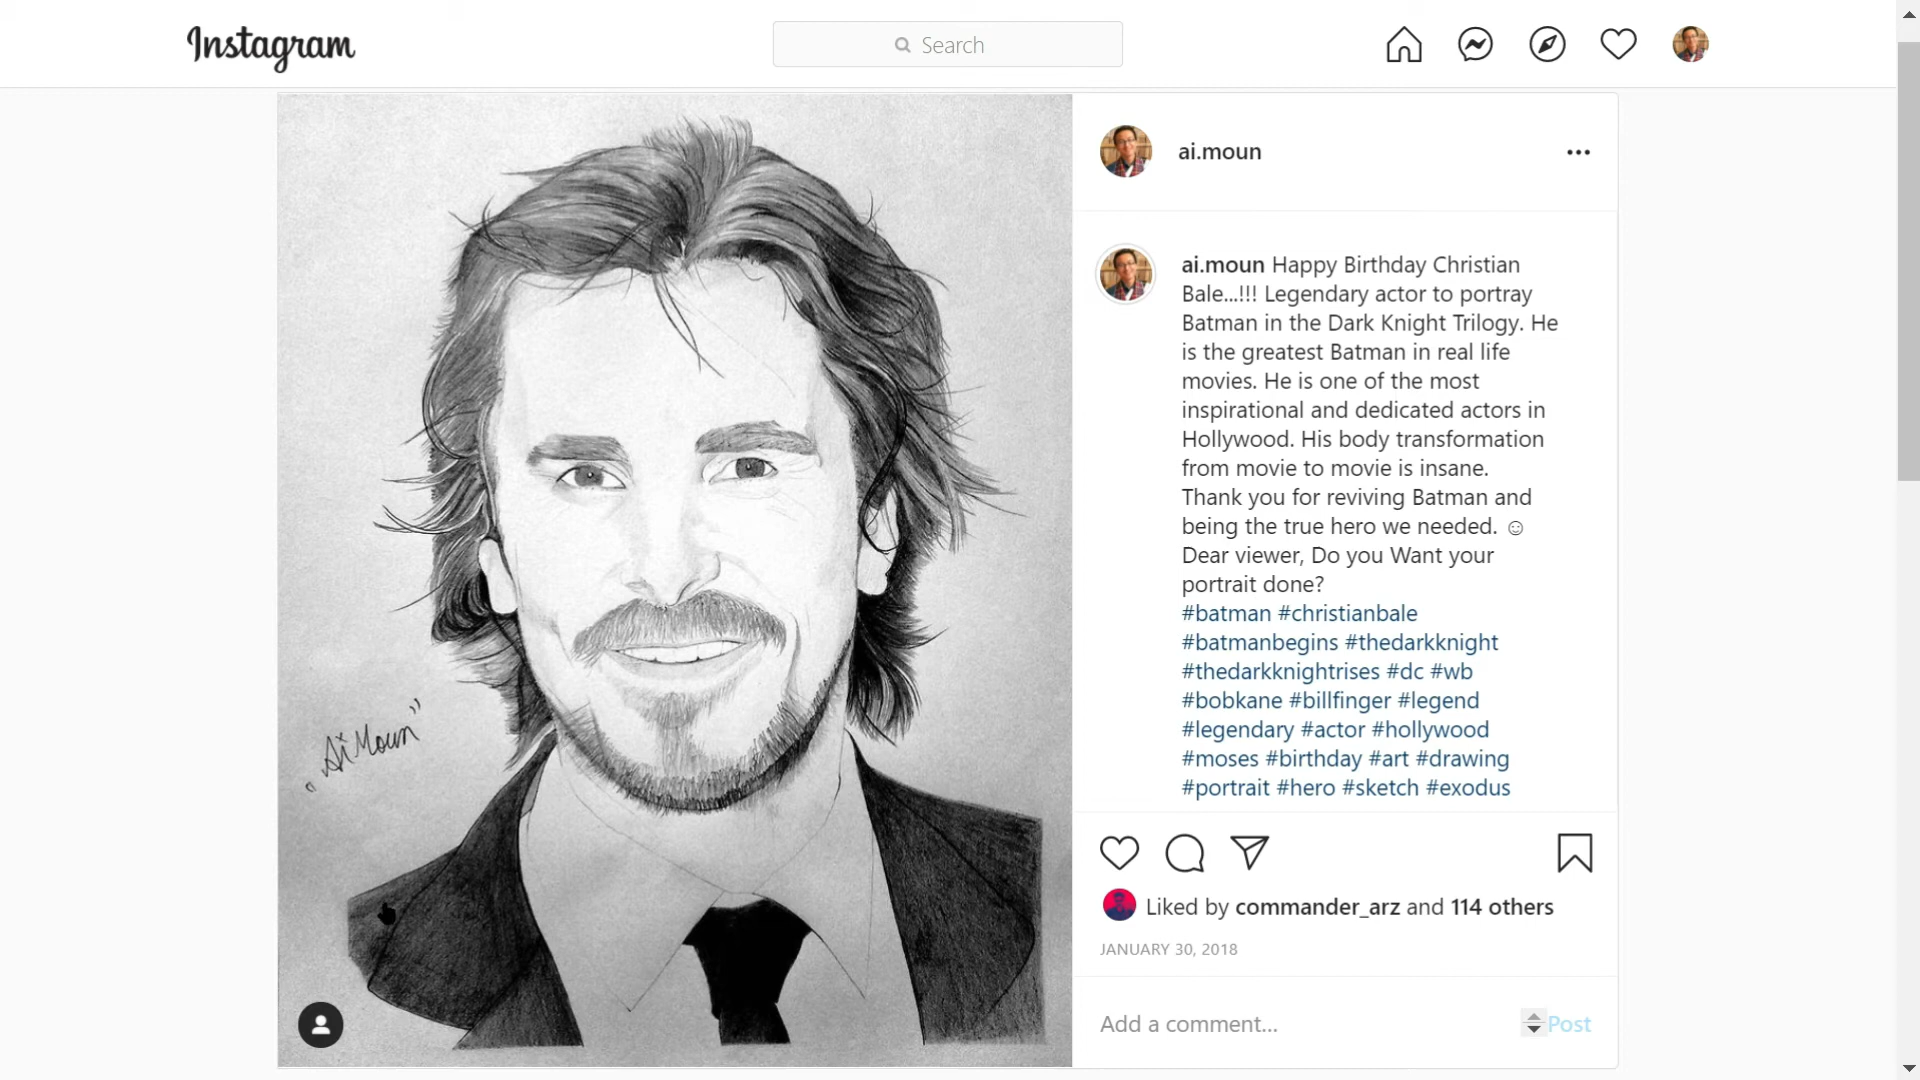 Instagram
Search
ai.moun
ai.moun Happy Birthday Christian
Bale...!!! Legendary actor to portray
Batman in the Dark Knight Trilogy. He
is the greatest Batman in real life
movies. He is one of the most
inspirational and dedicated actors in
Hollywood. His body transformation
from movie to movie is insane.
Thank you for reviving Batman and
being the true hero we needed. ☺
Dear viewer, Do you Want your
portrait done?
#batman #christianbale
#batmanbegins #thedarkknight
#thedarkknightrises #dc #wb
#bobkane #billfinger #legend
#legendary #actor #hollywood
#moses #birthday #art #drawing
#portrait #hero #sketch #exodus
Liked by commander_arz and 114 others
JANUARY 30, 2018
Add a comment...
Post
"Ai Moun"